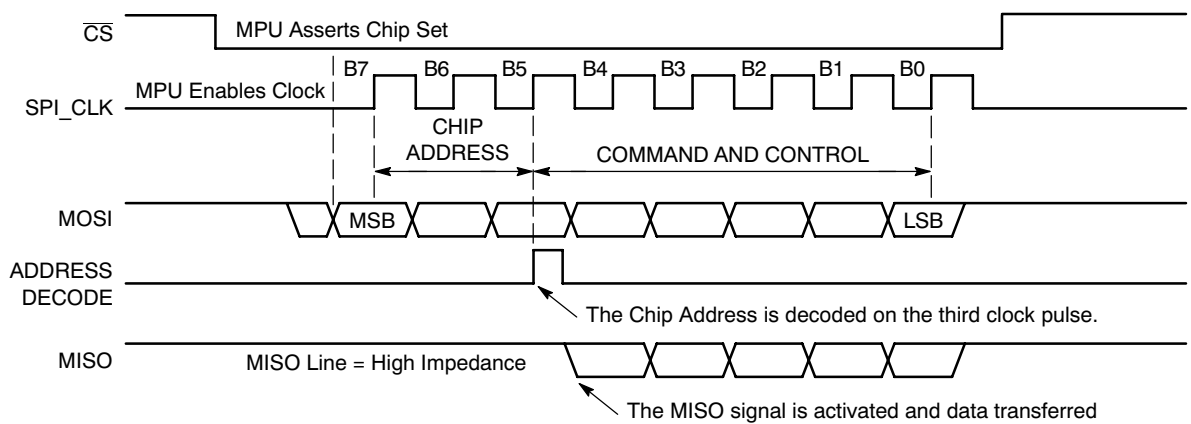 CS
MPU Asserts Chip Set
B7 B6 B5 B4 B3 B2 B1 B0
MPU Enables Clock
SPI_CLK
CHIP
ADDRESS
COMMAND AND CONTROL
MOSI
MSB
LSB
ADDRESS
DECODE
The Chip Address is decoded on the third clock pulse.
MISO
MISO Line = High Impedance
The MISO signal is activated and data transferred